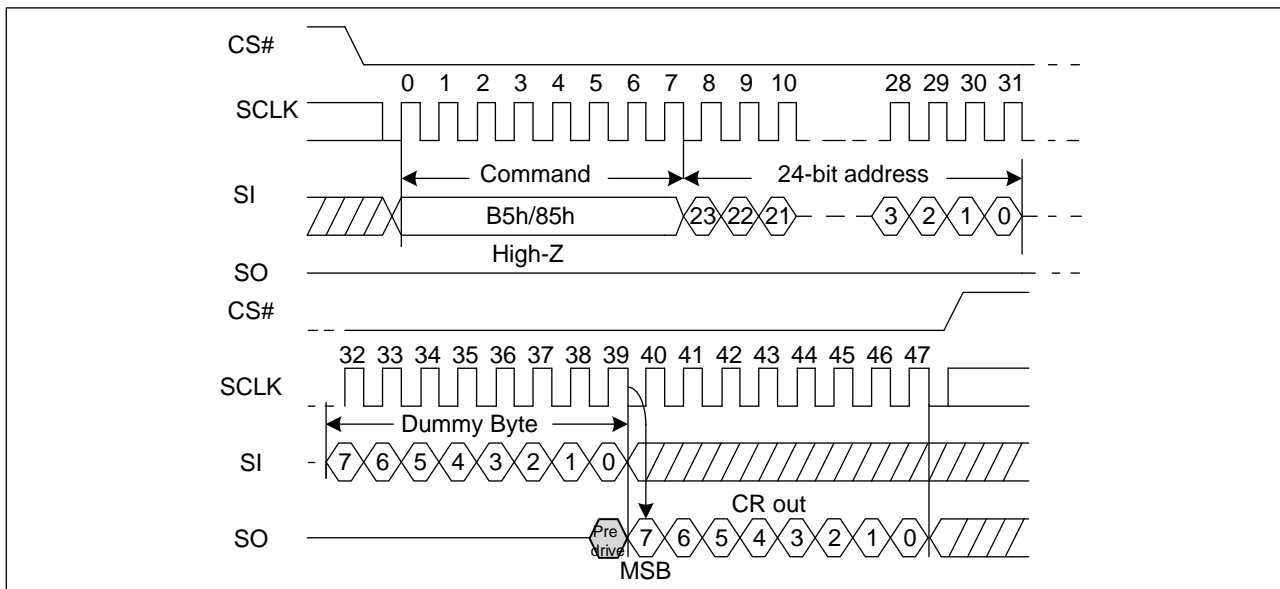 CS#
0 1 2 3 4 5 6 7 8 9 10 28 29 30 31
SCLK
Command 24-bit address
SI
B5h/85h 23 22 21 3 2 1 0
High-Z
SO
CS#
32 33 34 35 36 37 38 39 40 41 42 43 44 45 46 47
SCLK
Dummy Byte
SI 7 6 5 4 3 2 1 0
CR out
SO Pre drive 7 6 5 4 3 2 1 0
MSB